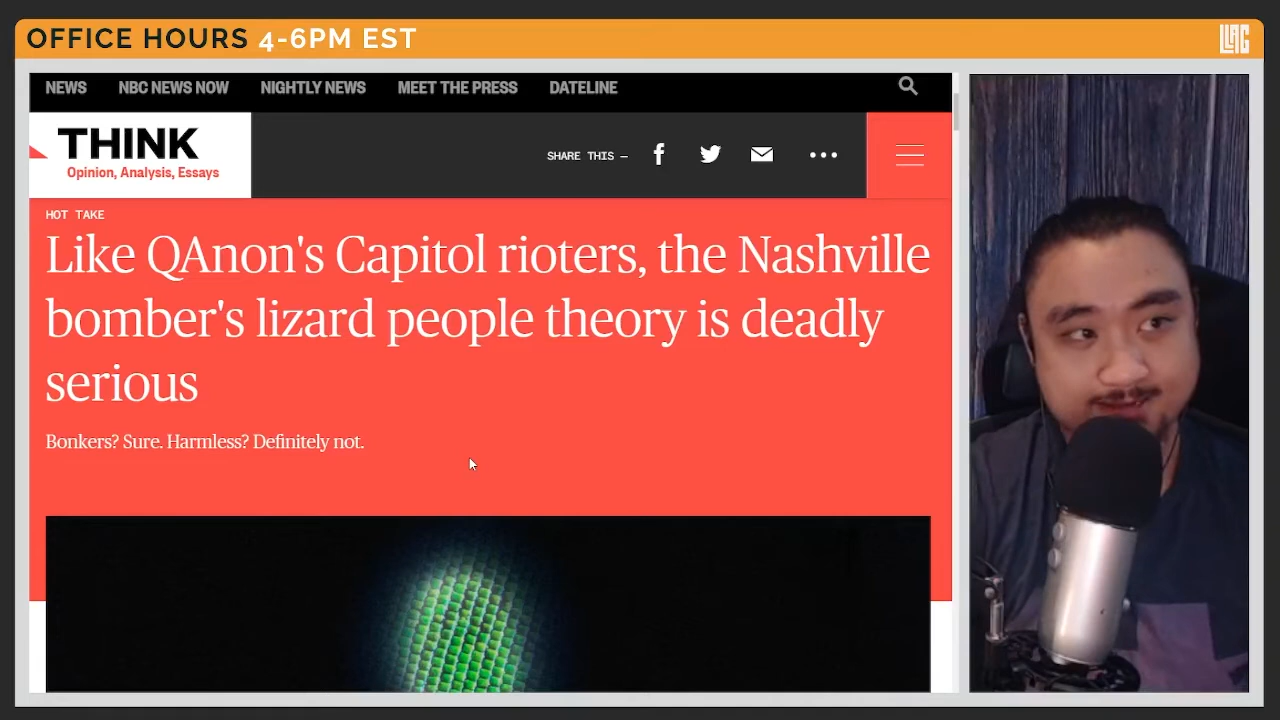 OFFICE HOURS 4-6PM EST
LLAC
NEWS NBC NEWS NOW NIGHTLY NEWS MEET THE PRESS DATELINE
THINK
Opinion, Analysis, Essays
SHARE THIS —
HOT TAKE
Like QAnon's Capitol rioters, the Nashville
bomber's lizard people theory is deadly
serious
Bonkers? Sure. Harmless? Definitely not.